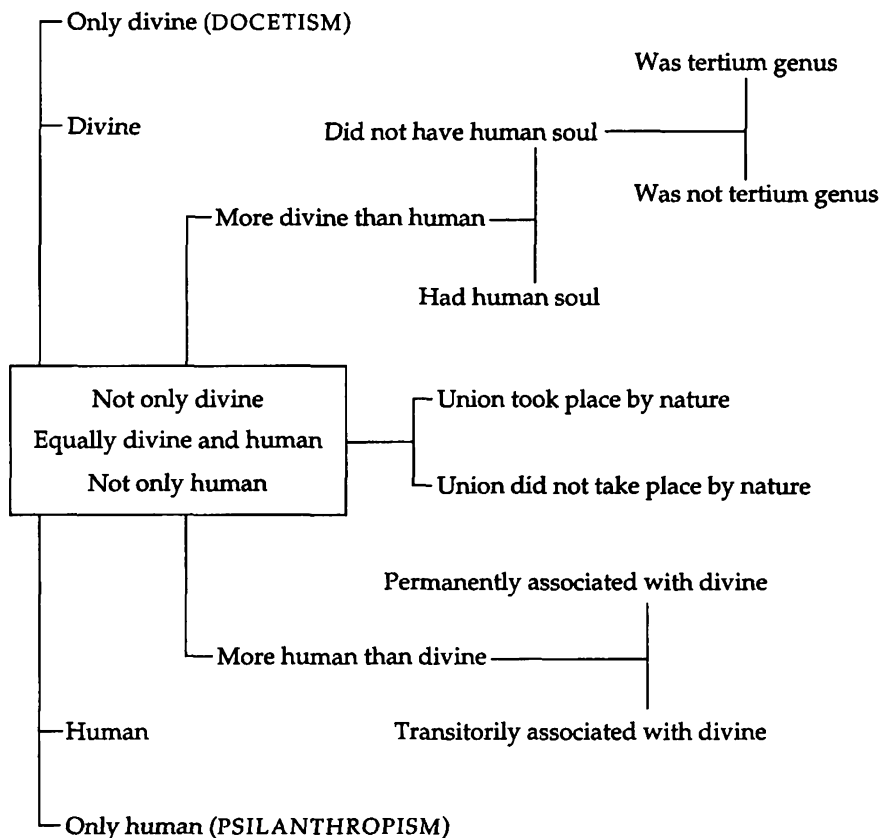 Only divine (DOCETISM)
Was tertium genus
Divine
Did not have human soul
Was not tertium genus
More divine than human
Had human soul
Not only divine
Equally divine and human
Not only human
Union took place by nature
Union did not take place by nature
Permanently associated with divine
More human than divine
Transitorily associated with divine
Human
Only human (PSILANTHROPISM)